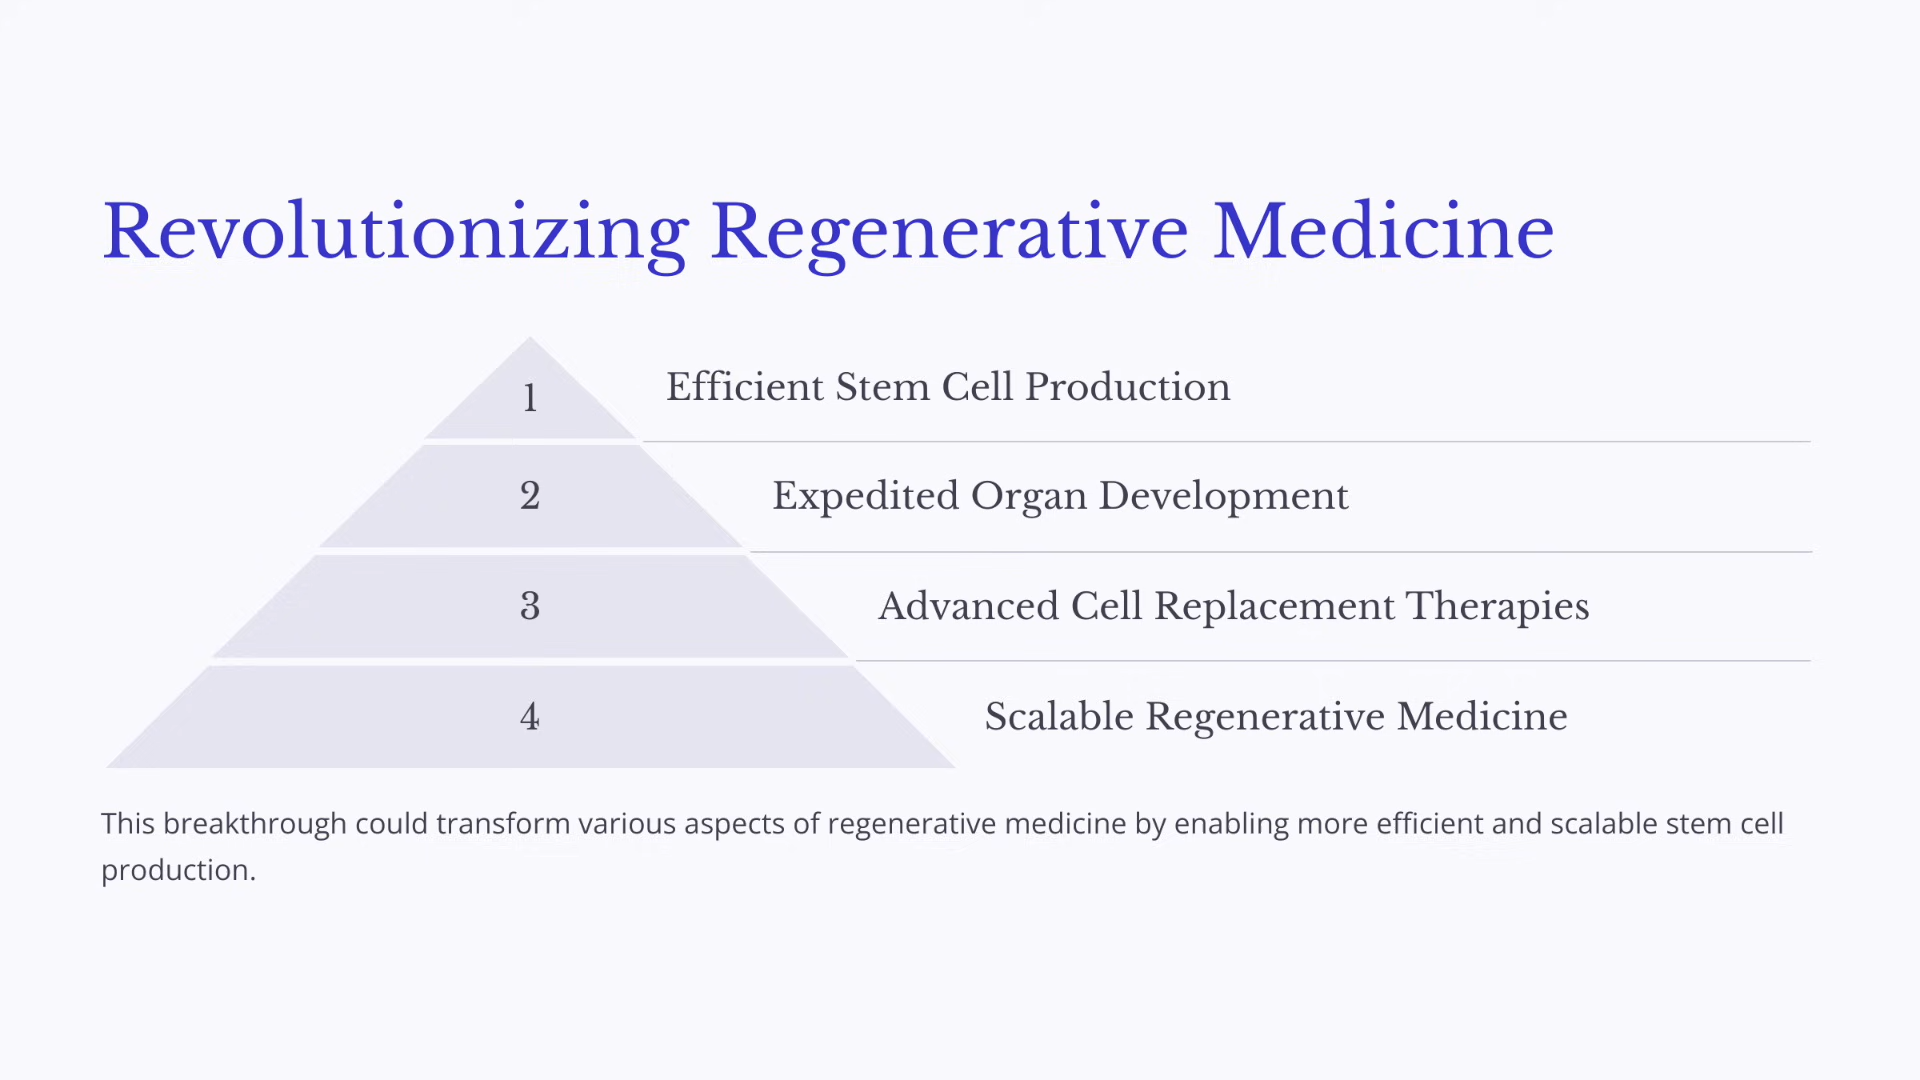 Revolutionizing Regenerative Medicine
1
Efficient Stem Cell Production
2
Expedited Organ Development
3
Advanced Cell Replacement Therapies
4
Scalable Regenerative Medicine
This breakthrough could transform various aspects of regenerative medicine by enabling more efficient and scalable stem cell
production.